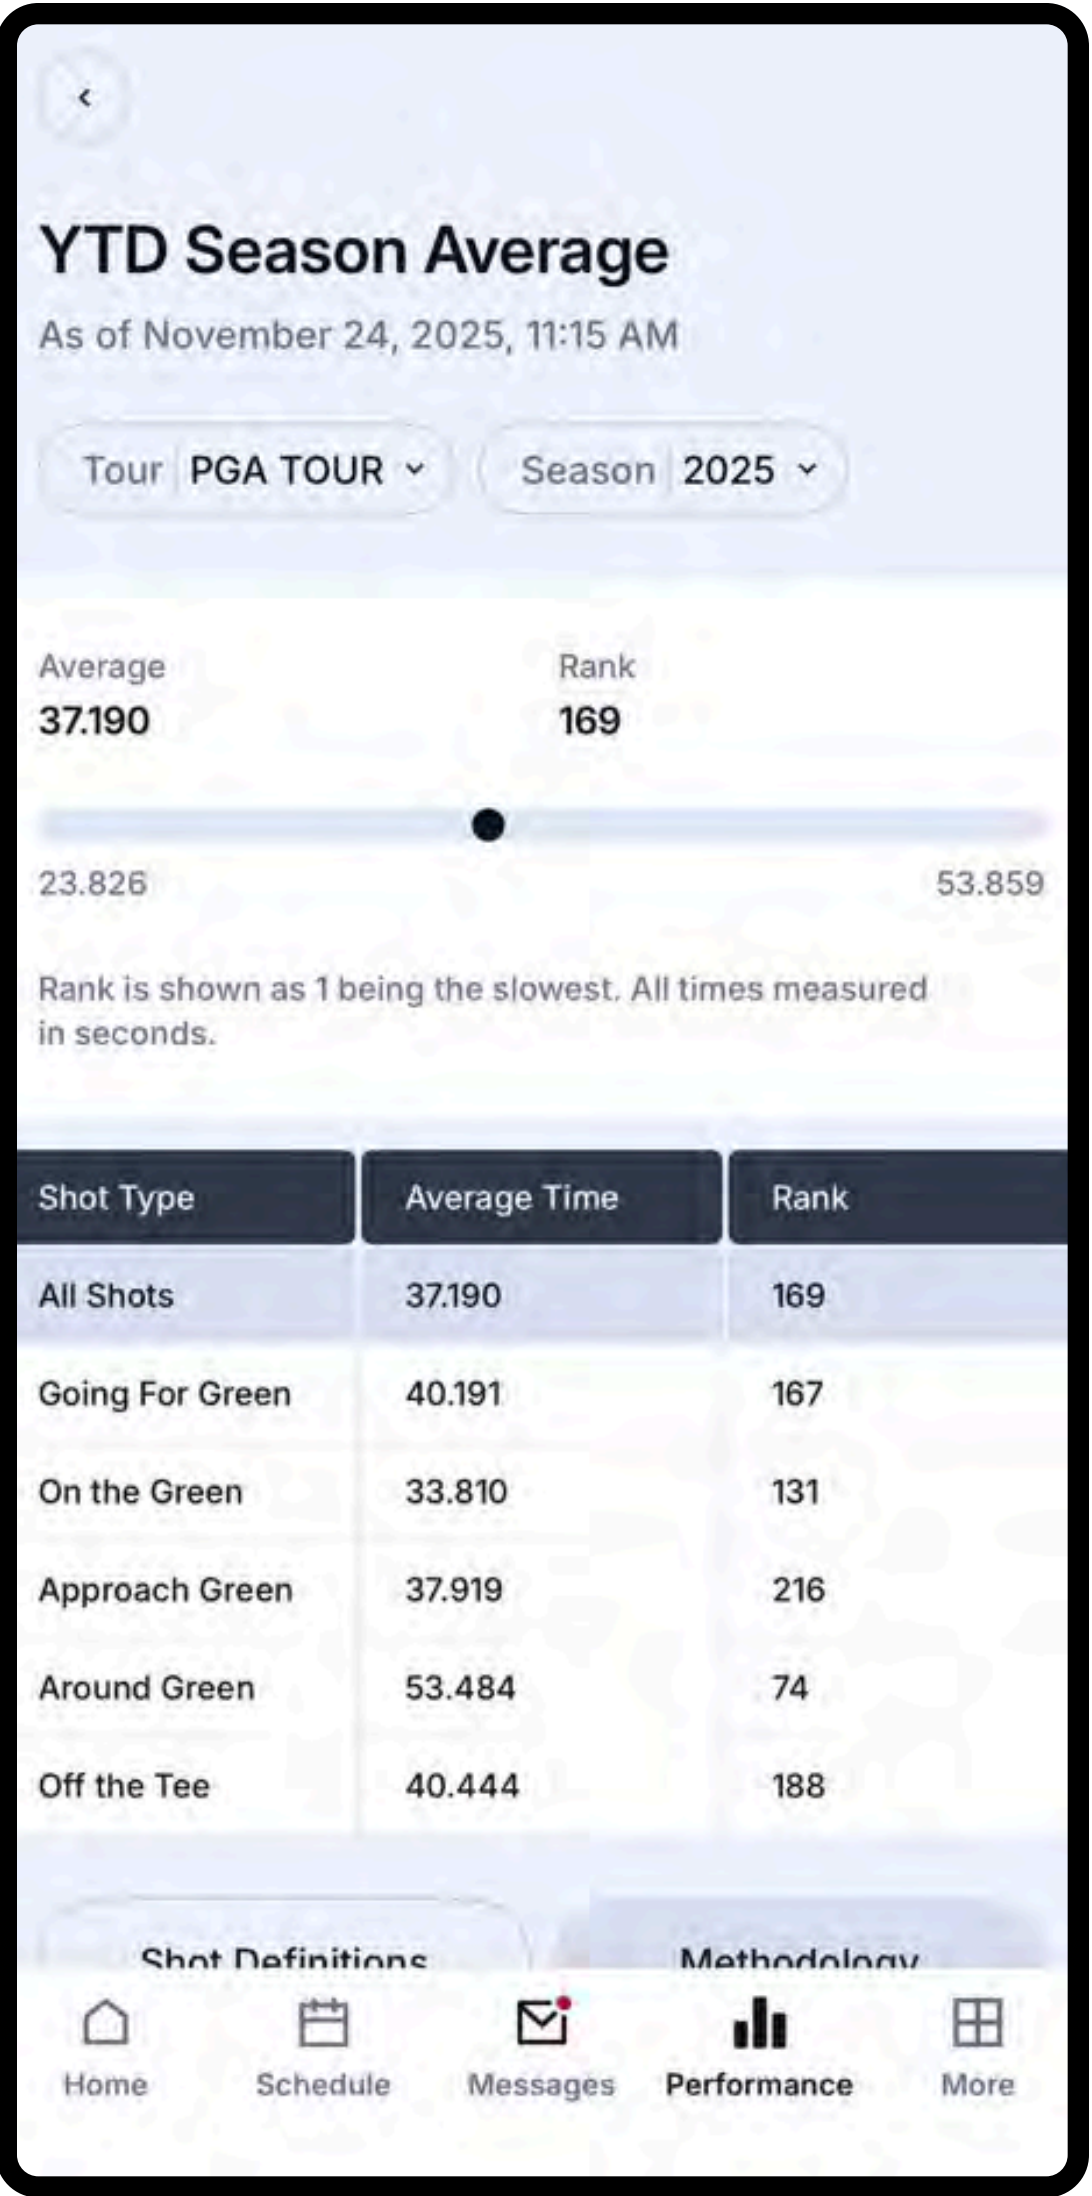 YTD Season Average
As of November 24, 2025, 11:15 AM
Tour PGA TOUR Season 2025
Average Rank
37.190 169
23.826 53.859
Rank is shown as 1 being the slowest. All times measured
in seconds.
Shot Type Average Time Rank
All Shots 37.190 169
Going For Green 40.191 167
On the Green 33.810 131
Approach Green 37.919 216
Around Green 53.484 74
Off the Tee 40.444 188
Shot Definitions Methodology
Home Schedule Messages Performance More